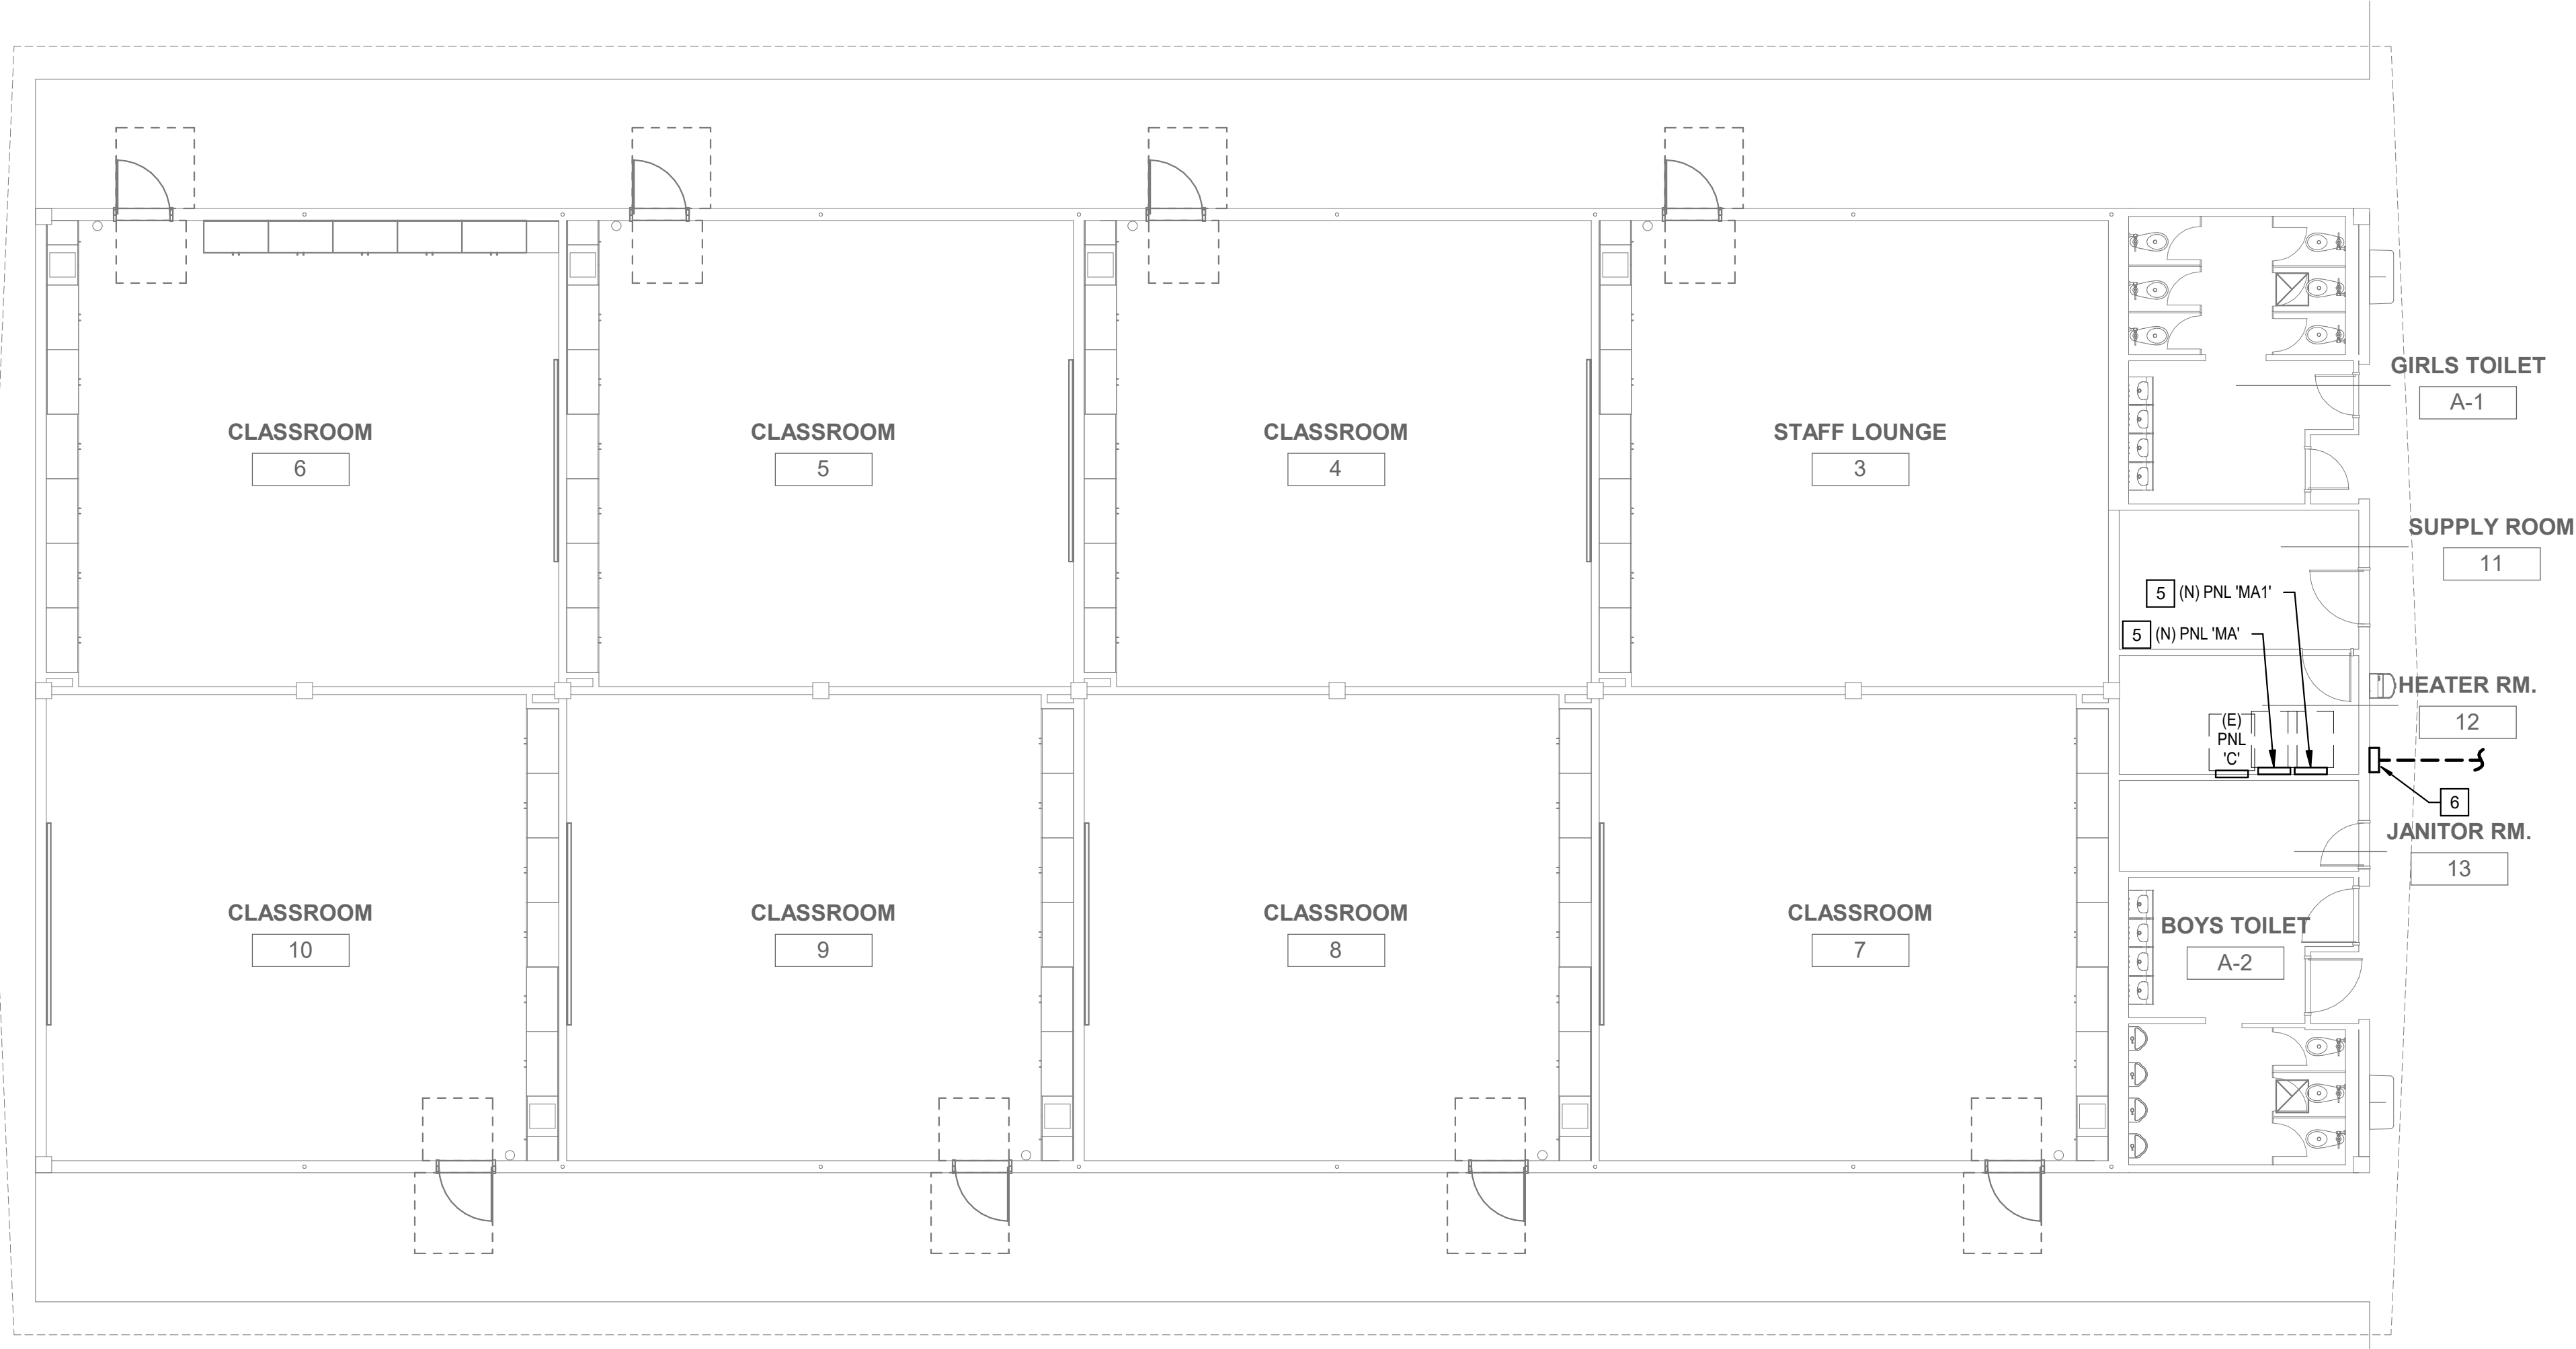 CLASSROOM
6
CLASSROOM
5
CLASSROOM
4
STAFF LOUNGE
3
GIRLS TOILET
A-1
SUPPLY ROOM
11
5 (N) PNL 'MA1'
5 (N) PNL 'MA'
HEATER RM.
12
(E)
PNL
'C'
6
JANITOR RM.
13
CLASSROOM
10
CLASSROOM
9
CLASSROOM
8
CLASSROOM
7
BOYS TOILET
A-2